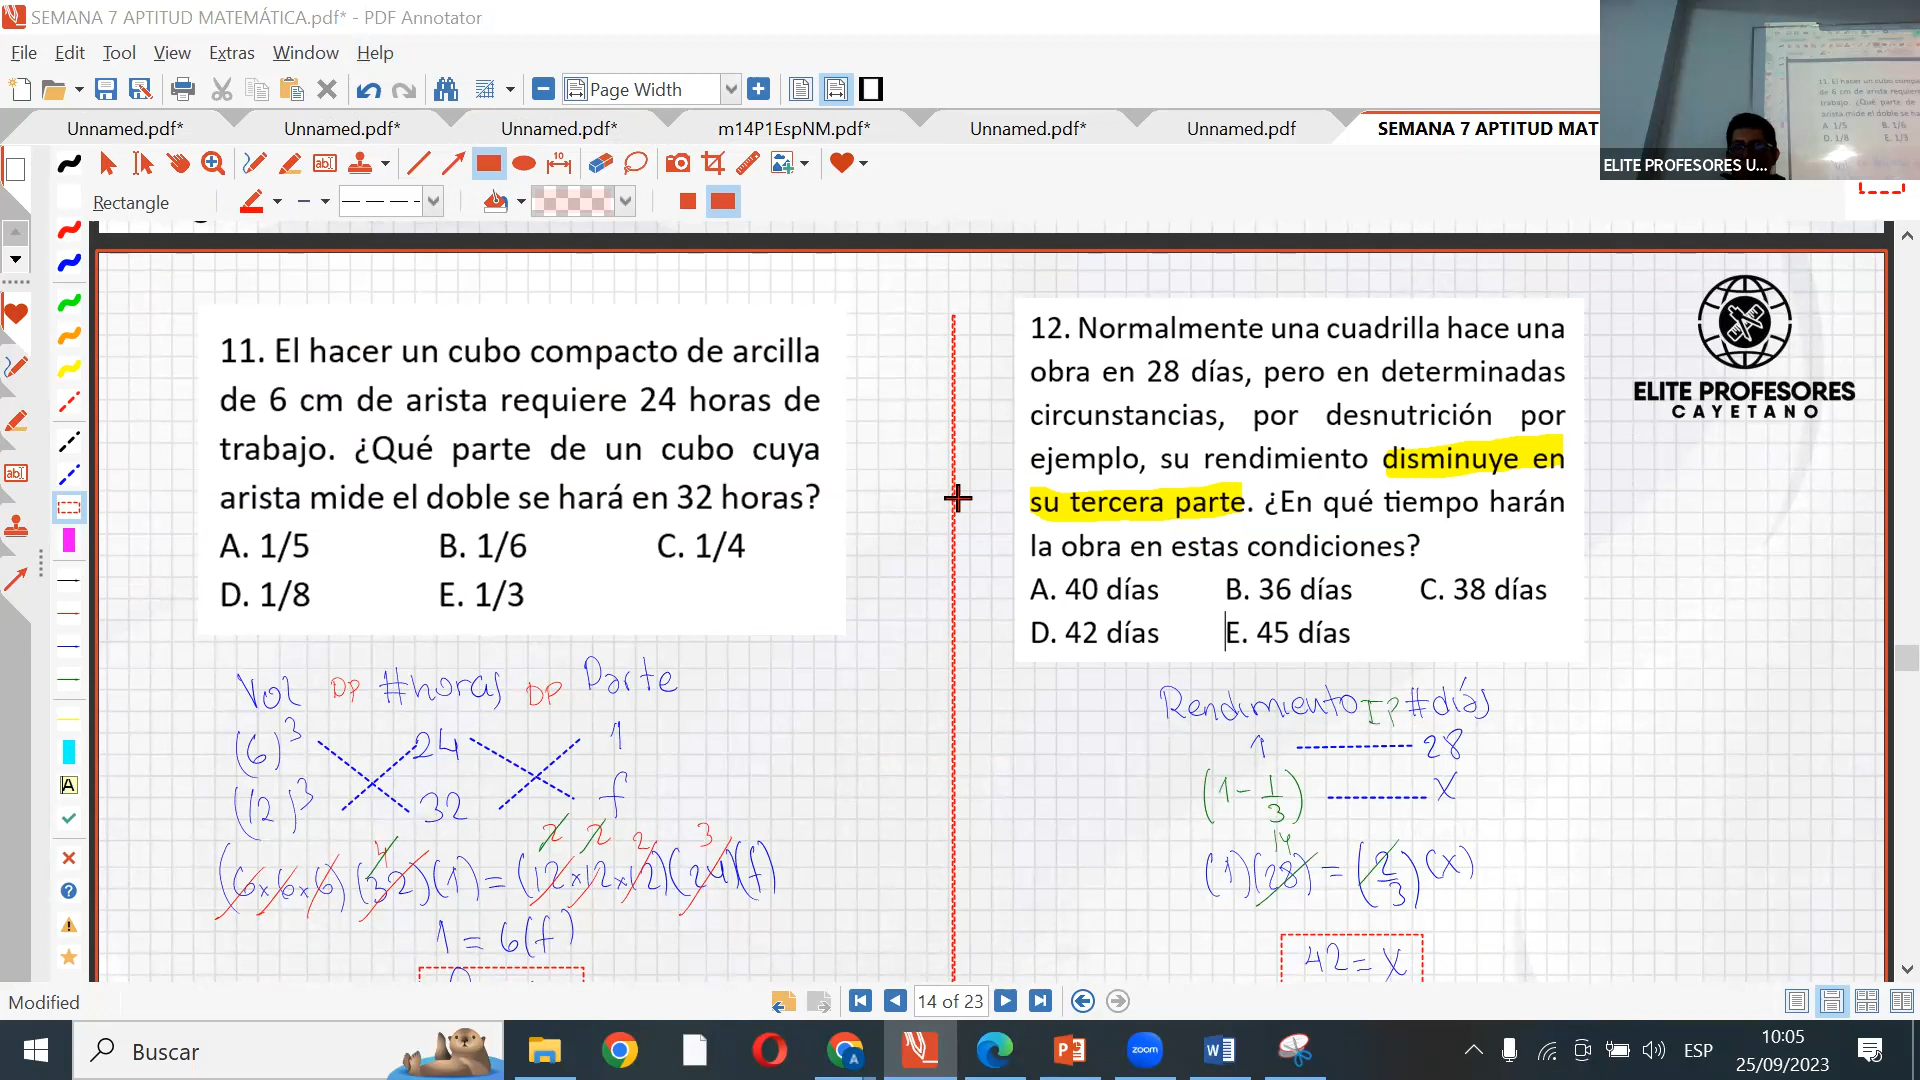 SEMANA 7 APTITUD MATEMÁTICA.pdf* - PDF Annotator
File Edit Tool View Extras Window Help
Page Width
Unnamed.pdf* Unnamed.pdf* Unnamed.pdf* m14P1EspNM.pdf* Unnamed.pdf* Unnamed.pdf SEMANA 7 APTITUD MAT
ELITE PROFESORES U...
Rectangle
11. El hacer un cubo compacto de arcilla
de 6 cm de arista requiere 24 horas de
trabajo. ¿Qué parte de un cubo cuya
arista mide el doble se hará en 32 horas?
A. 1/5 B. 1/6 C. 1/4
D. 1/8 E. 1/3
Vol DP #horas DP Parte
(6)³ 24 1
(12)³ 32 f
4 2 2 2 3
(6x6x6)(32)(1) = (12x12x12)(24)(f)
1 = 6(f)
12. Normalmente una cuadrilla hace una
obra en 28 días, pero en determinadas
circunstancias, por desnutrición por
ejemplo, su rendimiento disminuye en
su tercera parte. ¿En qué tiempo harán
la obra en estas condiciones?
A. 40 días B. 36 días C. 38 días
D. 42 días E. 45 días
Rendimiento IP #días
1 28
(1 - 1/3) X
14
(1)(28) = (2/3)(x)
42 = X
ELITE PROFESORES
CAYETANO
Modified
14 of 23
Buscar
zoom
ESP
10:05
25/09/2023